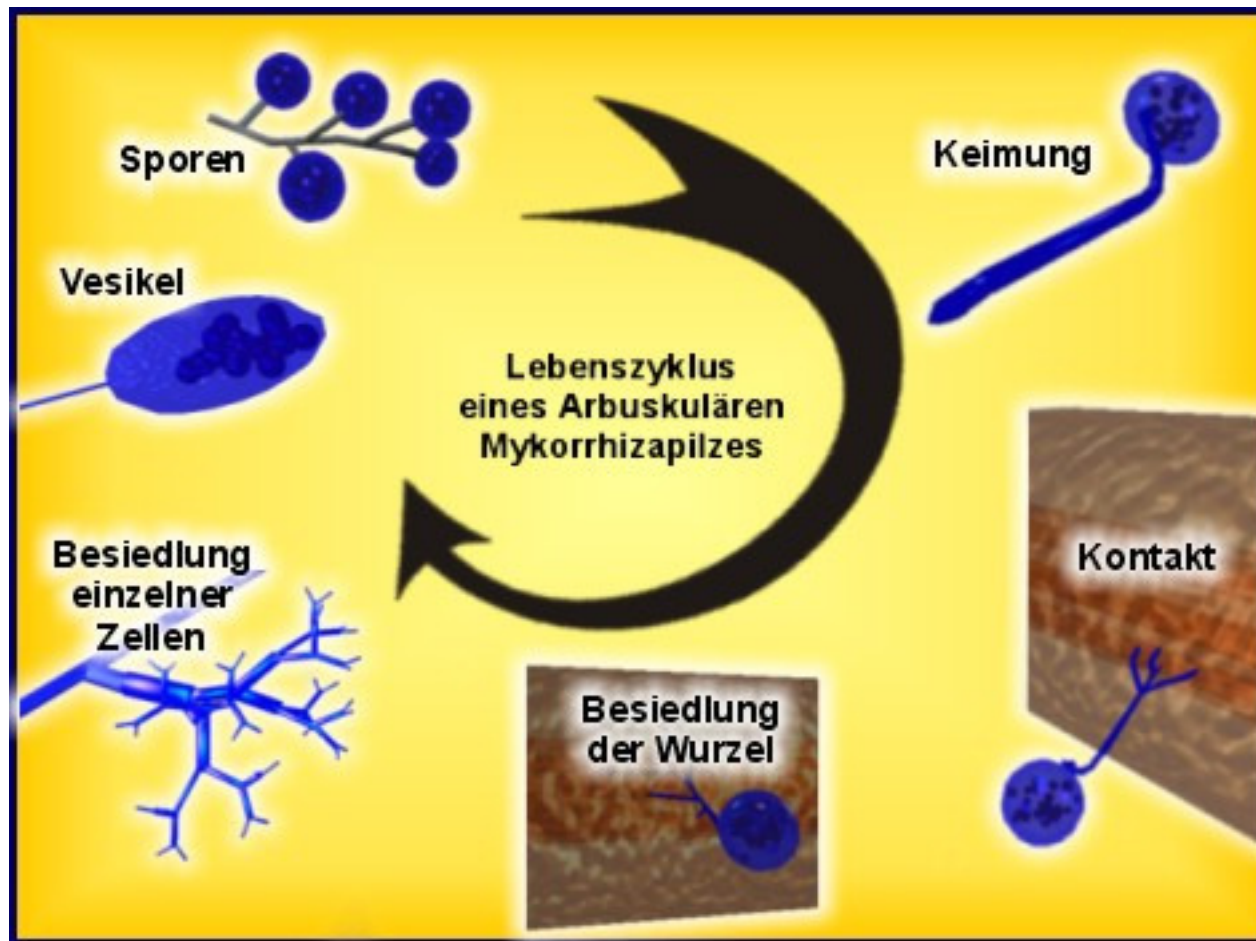 Sporen
Keimung
Vesikel
Lebenszyklus
eines Arbuskulären
Mykorrhizapilzes
Kontakt
Besiedlung
einzelner
Zellen
Besiedlung
der Wurzel